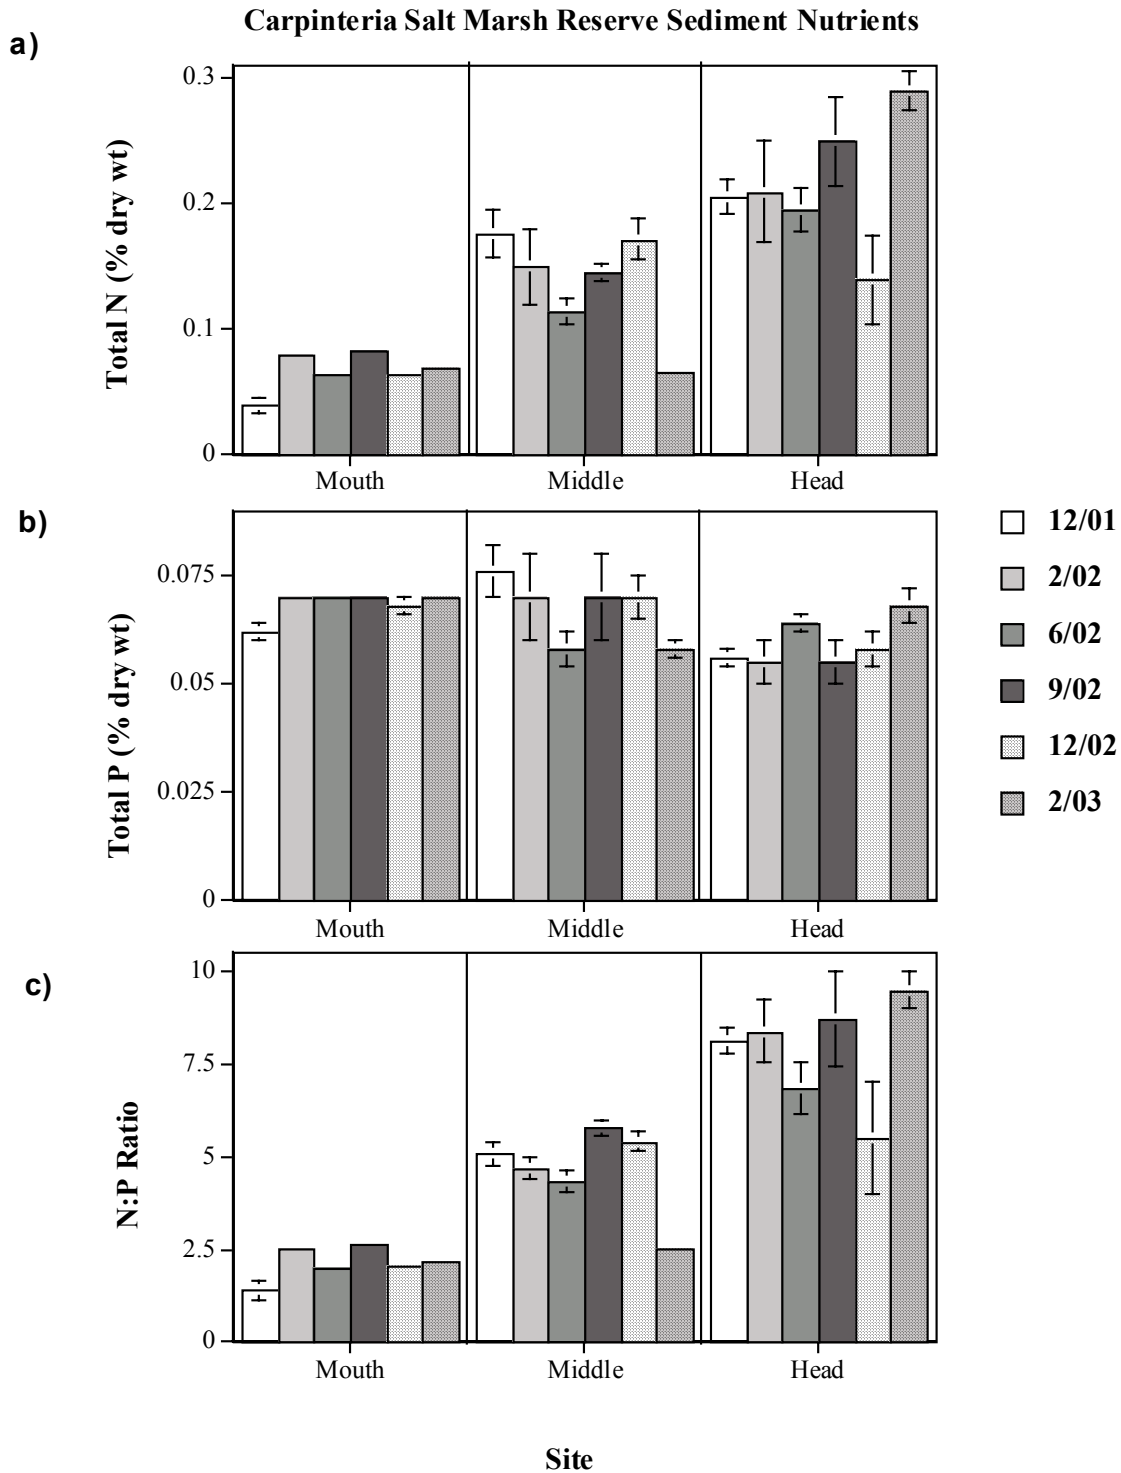 Carpinteria Salt Marsh Reserve Sediment Nutrients
a)
Total N (% dry wt)
0.3
0.2
0.1
0
Mouth Middle Head
b)
Total P (% dry wt)
0.075
0.05
0.025
0
Mouth Middle Head
12/01
2/02
6/02
9/02
12/02
2/03
c)
N:P Ratio
10
7.5
5
2.5
0
Mouth Middle Head
Site